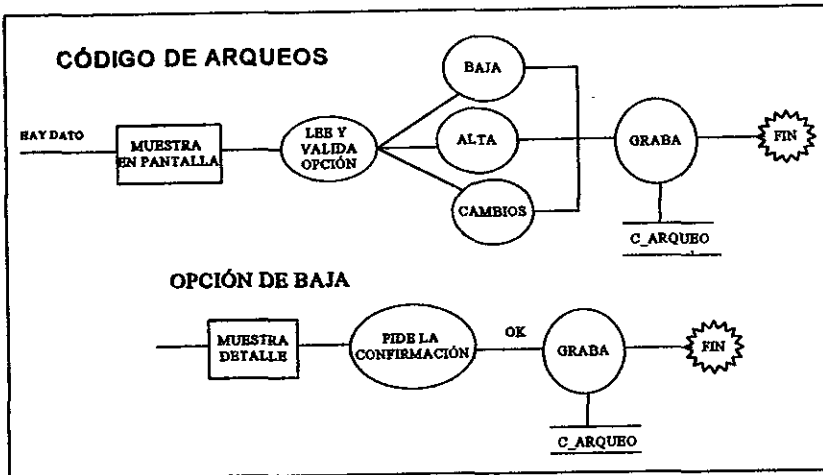 CÓDIGO DE ARQUEOS
HAY DATO
MUESTRA
EN PANTALLA
LEE Y
VALIDA
OPCIÓN
BAJA
ALTA
CAMBIOS
GRABA
FIN
C_ARQUEO
OPCIÓN DE BAJA
MUESTRA
DETALLE
PIDE LA
CONFIRMACIÓN
OK
GRABA
FIN
C_ARQUEO